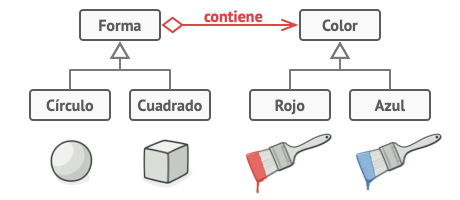 contiene
Forma
Color
Círculo
Cuadrado
Rojo
Azul